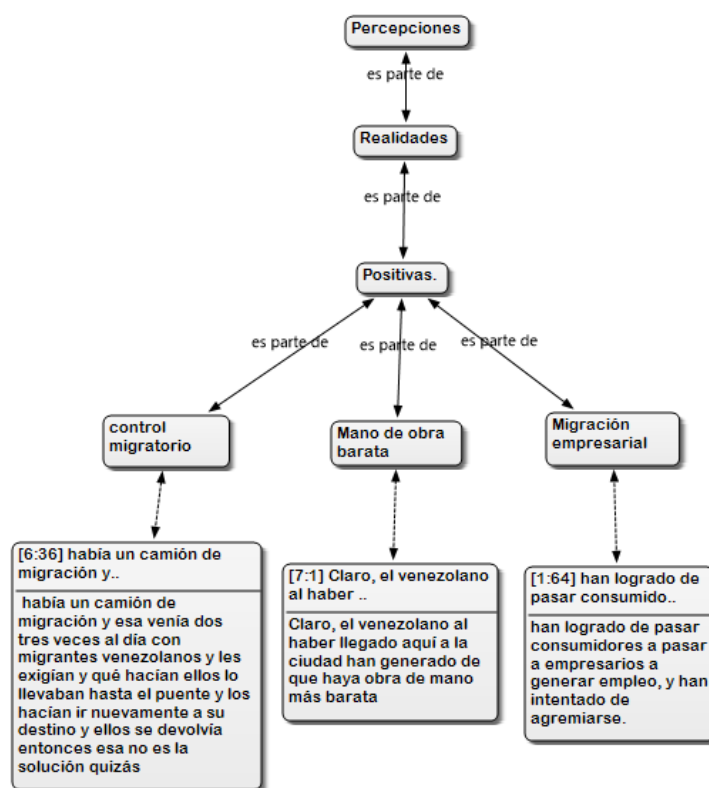 Percepciones
es parte de
Realidades
es parte de
Positivas.
es parte de
es parte de
es parte de
control
migratorio
Mano de obra
barata
Migración
empresarial
[6:36] había un camión de
migración y..
había un camión de
migración y esa venía dos
tres veces al día con
migrantes venezolanos y les
exigían y qué hacían ellos lo
llevaban hasta el puente y los
hacían ir nuevamente a su
destino y ellos se devolvía
entonces esa no es la
solución quizás
[7:1] Claro, el venezolano
al haber ..
Claro, el venezolano al
haber llegado aquí a la
ciudad han generado de
que haya obra de mano
más barata
[1:64] han logrado de
pasar consumido..
han logrado de pasar
consumidores a pasar
a empresarios a
generar empleo, y han
intentado de
agremiarse.